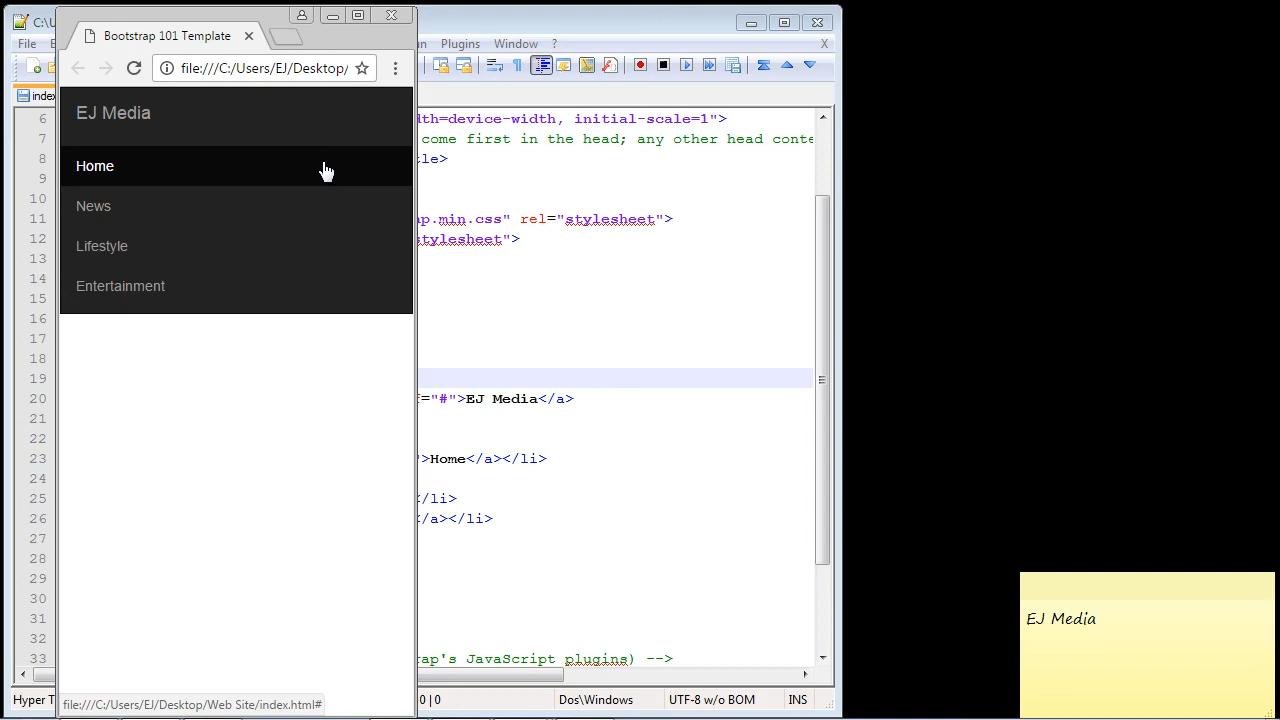 C:\U
Bootstrap 101 Template
File
Plugins Window ? X
file:///C:/Users/EJ/Desktop/
index
EJ Media
Home
News
Lifestyle
Entertainment
6 dth=device-width, initial-scale=1">
7 come first in the head; any other head conte
8 tle>
9
10
11 ap.min.css" rel="stylesheet">
12 stylesheet">
13
14
15
16
17
18
19
20 f="#">EJ Media</a>
21
22
23 ">Home</a></li>
24
25 </li>
26 </a></li>
27
28
29
30
31
32
33 rap's JavaScript plugins) -->
file:///C:/Users/EJ/Desktop/Web Site/index.html#
Hyper T 0 | 0 Dos\Windows UTF-8 w/o BOM INS
EJ Media